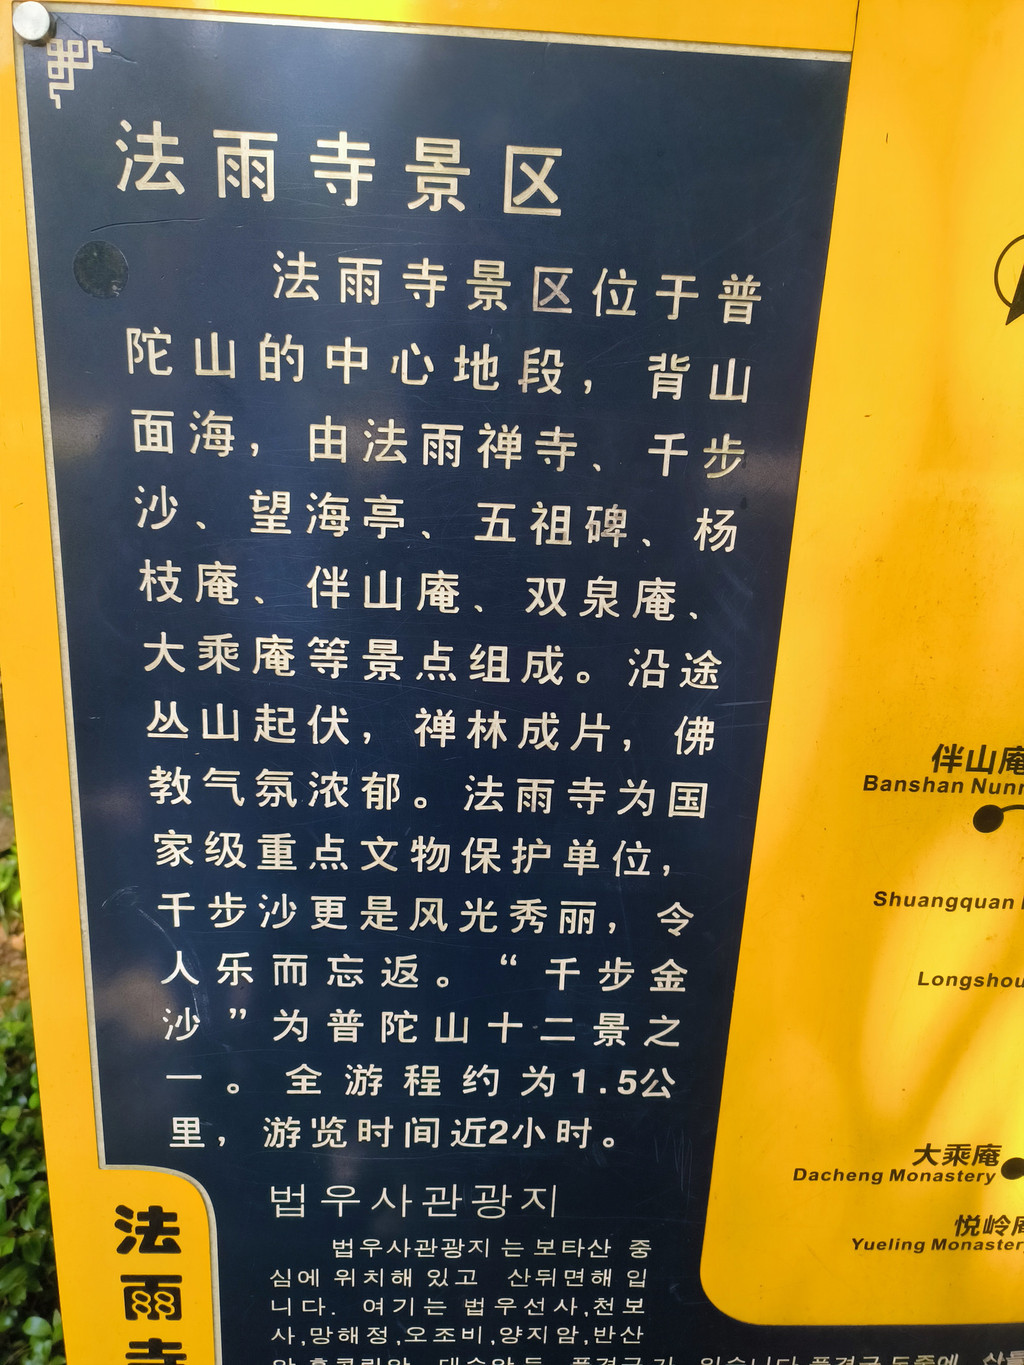 法雨寺景区
法雨寺景区位于普
陀山的中心地段，背山
面海，由法雨禅寺、千步
沙、望海亭、五祖碑、杨
枝庵、伴山庵、双泉庵、
大乘庵等景点组成。沿途
丛山起伏，禅林成片，佛
教气氛浓郁。法雨寺为国
家级重点文物保护单位，
千步沙更是风光秀丽，令
人乐而忘返。“千步金
沙”为普陀山十二景之
一。全游程约为1.5公
里，游览时间近2小时。
법우사관광지
법우사관광지 는 보타산 중
심에 위치해 있고 산뒤면해 입
니다. 여기는 법우선사,천보
사,망해정,오조비,양지암,반산
法雨寺
伴山庵
Banshan Nunn
Shuangquan
Longshou
大乘庵
Dacheng Monastery
悦岭庵
Yueling Monastery